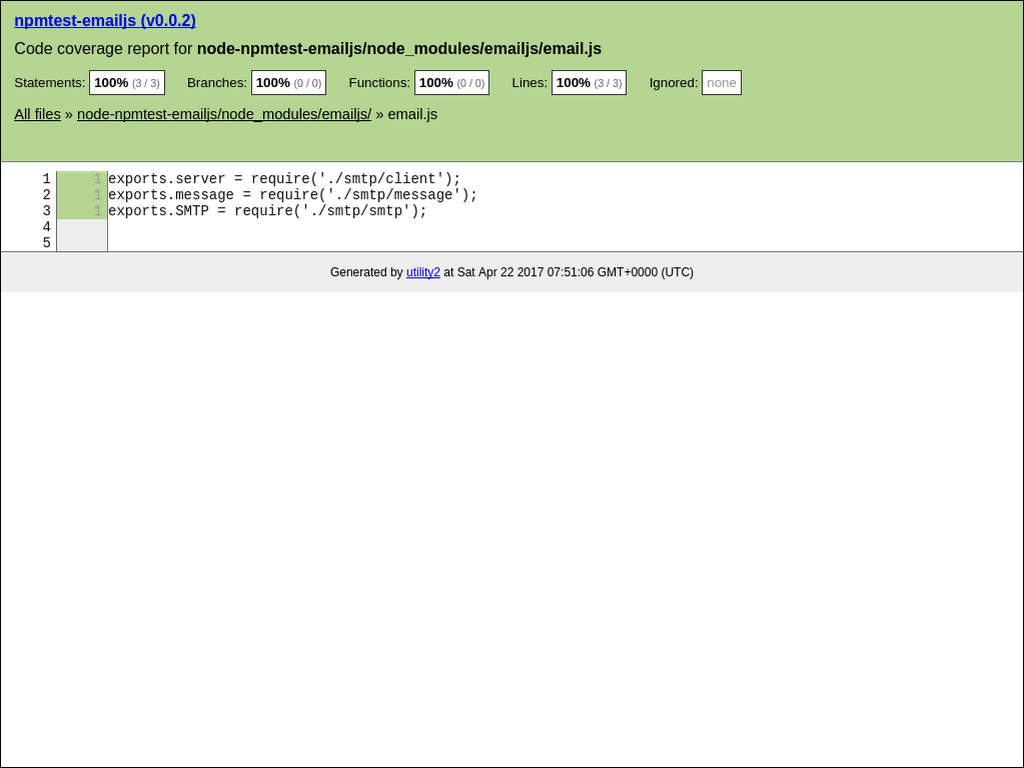 npmtest-emailjs (v0.0.2)
Code coverage report for node-npmtest-emailjs/node_modules/emailjs/email.js
Statements: 100% (3 / 3) Branches: 100% (0 / 0) Functions: 100% (0 / 0) Lines: 100% (3 / 3) Ignored: none
All files » node-npmtest-emailjs/node_modules/emailjs/ » email.js
1 1 exports.server = require('./smtp/client');
2 1 exports.message = require('./smtp/message');
3 1 exports.SMTP = require('./smtp/smtp');
4
5
Generated by utility2 at Sat Apr 22 2017 07:51:06 GMT+0000 (UTC)